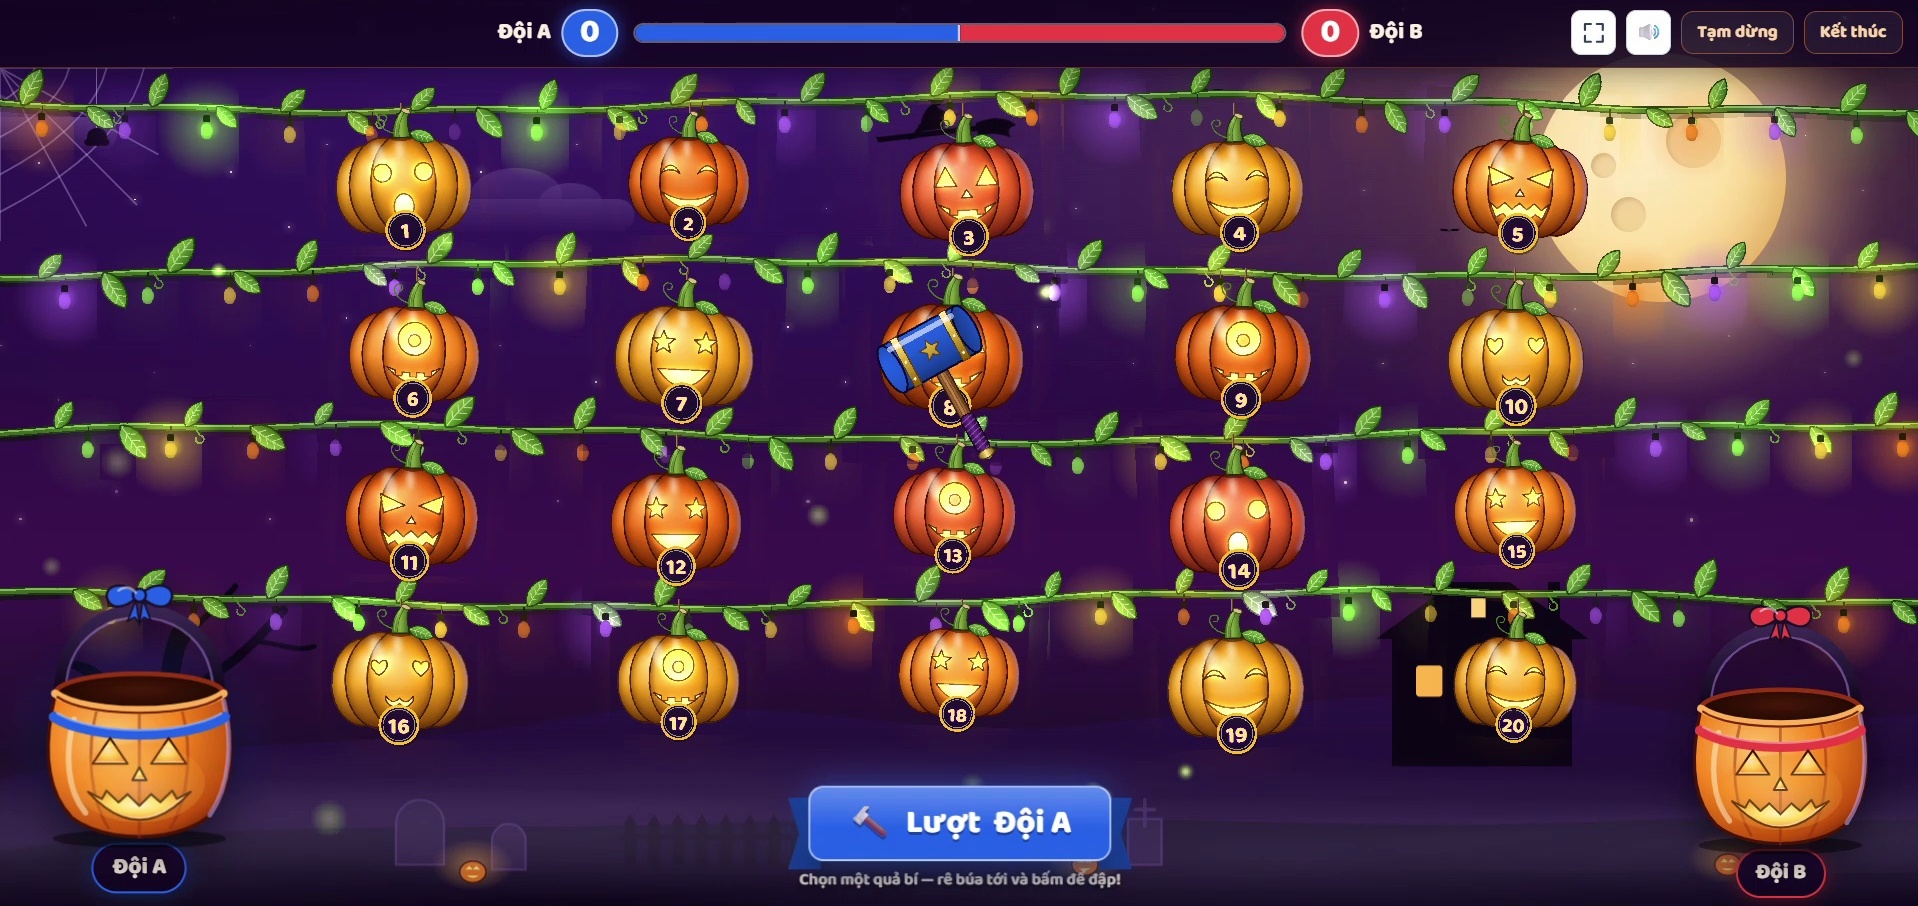 Đội A 0 0 Đội B Tạm dừng Kết thúc
1 2 3 4 5
6 7 8 9 10
11 12 13 14 15
16 17 18 19 20
Lượt Đội A
Đội A Đội B
Chọn một quả bí — rê búa tới và bấm để đập!